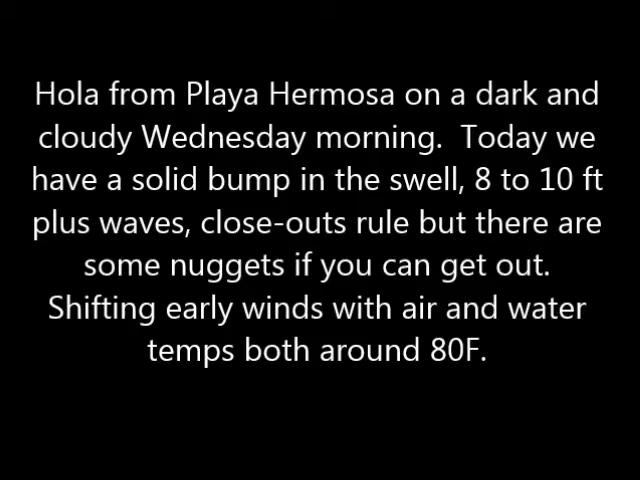 Hola from Playa Hermosa on a dark and
cloudy Wednesday morning.  Today we
have a solid bump in the swell, 8 to 10 ft
plus waves, close-outs rule but there are
some nuggets if you can get out.
Shifting early winds with air and water
temps both around 80F.